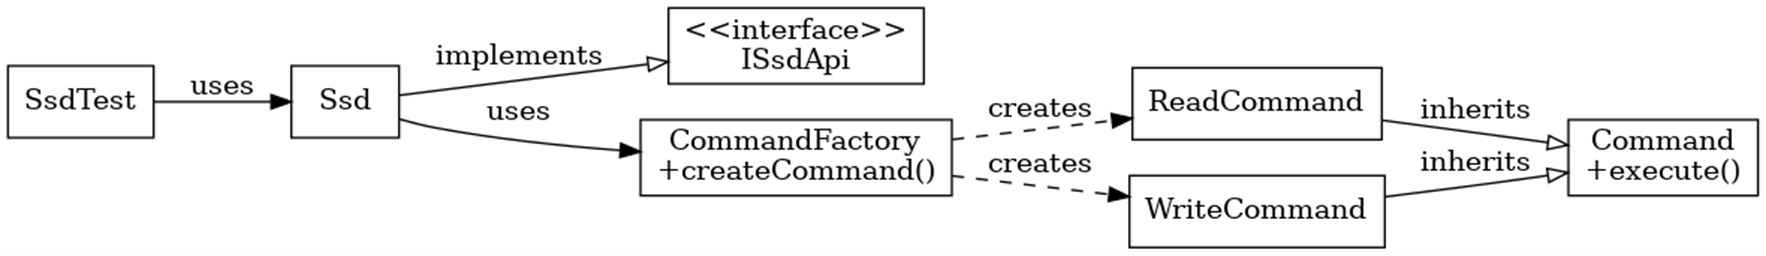 SsdTest
uses
Ssd
implements
uses
<<interface>>
ISsdApi
CommandFactory
+createCommand()
creates
creates
ReadCommand
WriteCommand
inherits
inherits
Command
+execute()